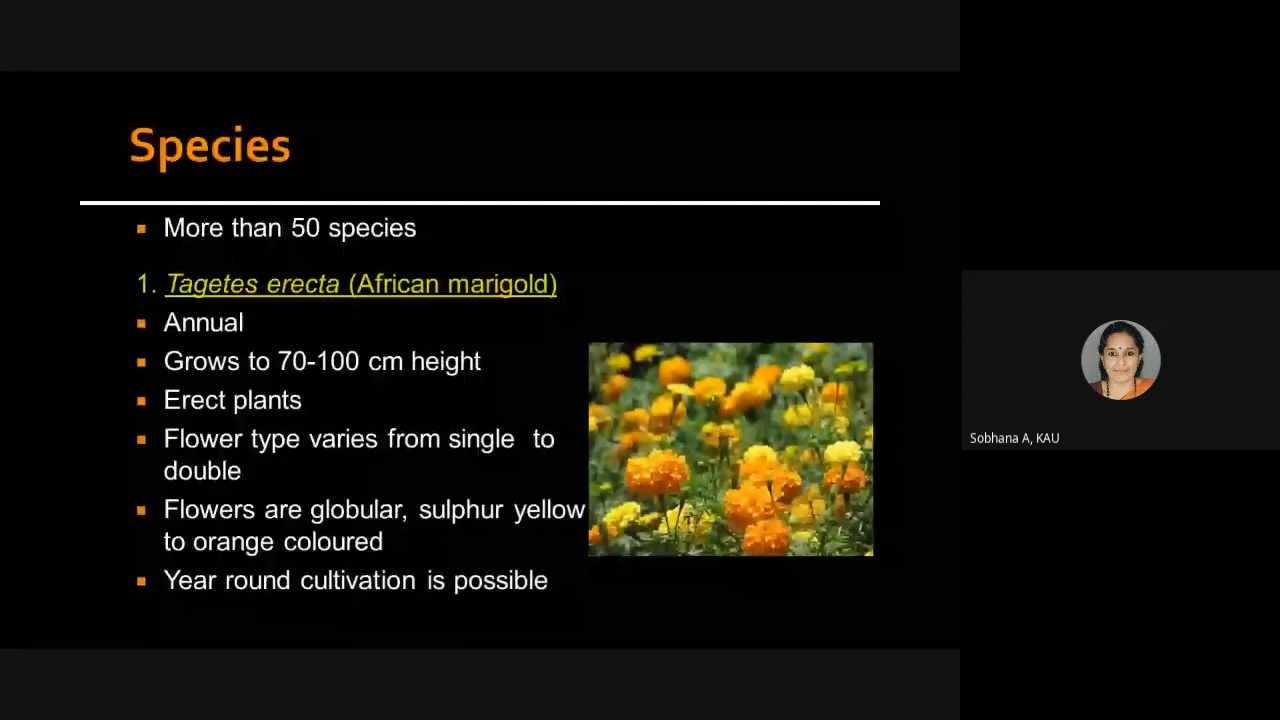 Species
More than 50 species
1. Tagetes erecta (African marigold)
Annual
Grows to 70-100 cm height
Erect plants
Flower type varies from single to
double
Flowers are globular, sulphur yellow
to orange coloured
Year round cultivation is possible
Sobhana A, KAU